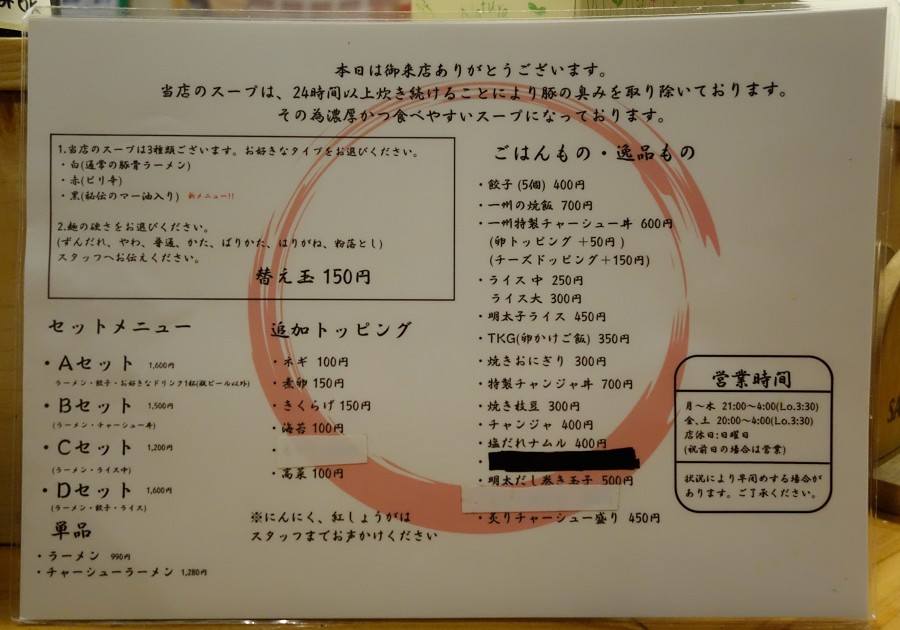 本日は御来店ありがとうございます。
当店のスープは、24時間以上炊き続けることにより豚の臭みを取り除いております。
その為濃厚かつ食べやすいスープになっております。
1.当店のスープは3種類ございます。お好きなタイプをお選びください。
・白(通常の豚骨ラーメン)
・赤(ピリ辛)
・黒(秘伝のマー油入り) 新メニュー!!
2.麺の硬さをお選びください。
(ずんだれ、やわ、普通、かた、ばりかた、はりがね、粉落とし)
スタッフへお伝えください。
替え玉 150円
セットメニュー
・Aセット 1,600円
(ラーメン・餃子・お好きなドリンク1杯(瓶ビール以外)
・Bセット 1,500円
(ラーメン・チャーシュー丼)
・Cセット 1,200円
(ラーメン・ライス中)
・Dセット 1,600円
(ラーメン・餃子・ライス)
単品
・ラーメン 990円
・チャーシューラーメン 1,280円
追加トッピング
・ネギ 100円
・煮卵 150円
・きくらげ 150円
・海苔 100円
・
・高菜 100円
※にんにく、紅しょうがは
スタッフまでお声かけください
ごはんもの・逸品もの
・餃子(5個) 400円
・一州の焼飯 700円
・一州特製チャーシュー丼 600円
(卵トッピング +50円)
(チーズドッピング+150円)
・ライス中 250円
ライス大 300円
・明太子ライス 450円
・TKG(卵かけご飯) 350円
・焼きおにぎり 300円
・特製チャンジャ丼 700円
・焼き枝豆 300円
・チャンジャ 400円
・塩だれナムル 400円
・
・明太だし巻き玉子 500円
・炙りチャーシュー盛り 450円
営業時間
月〜木 21:00〜4:00(Lo.3:30)
金、土 20:00〜4:00(Lo.3:30)
店休日:日曜日
(祝前日の場合は営業)
状況により早閉めする場合が
あります。ご了承ください。